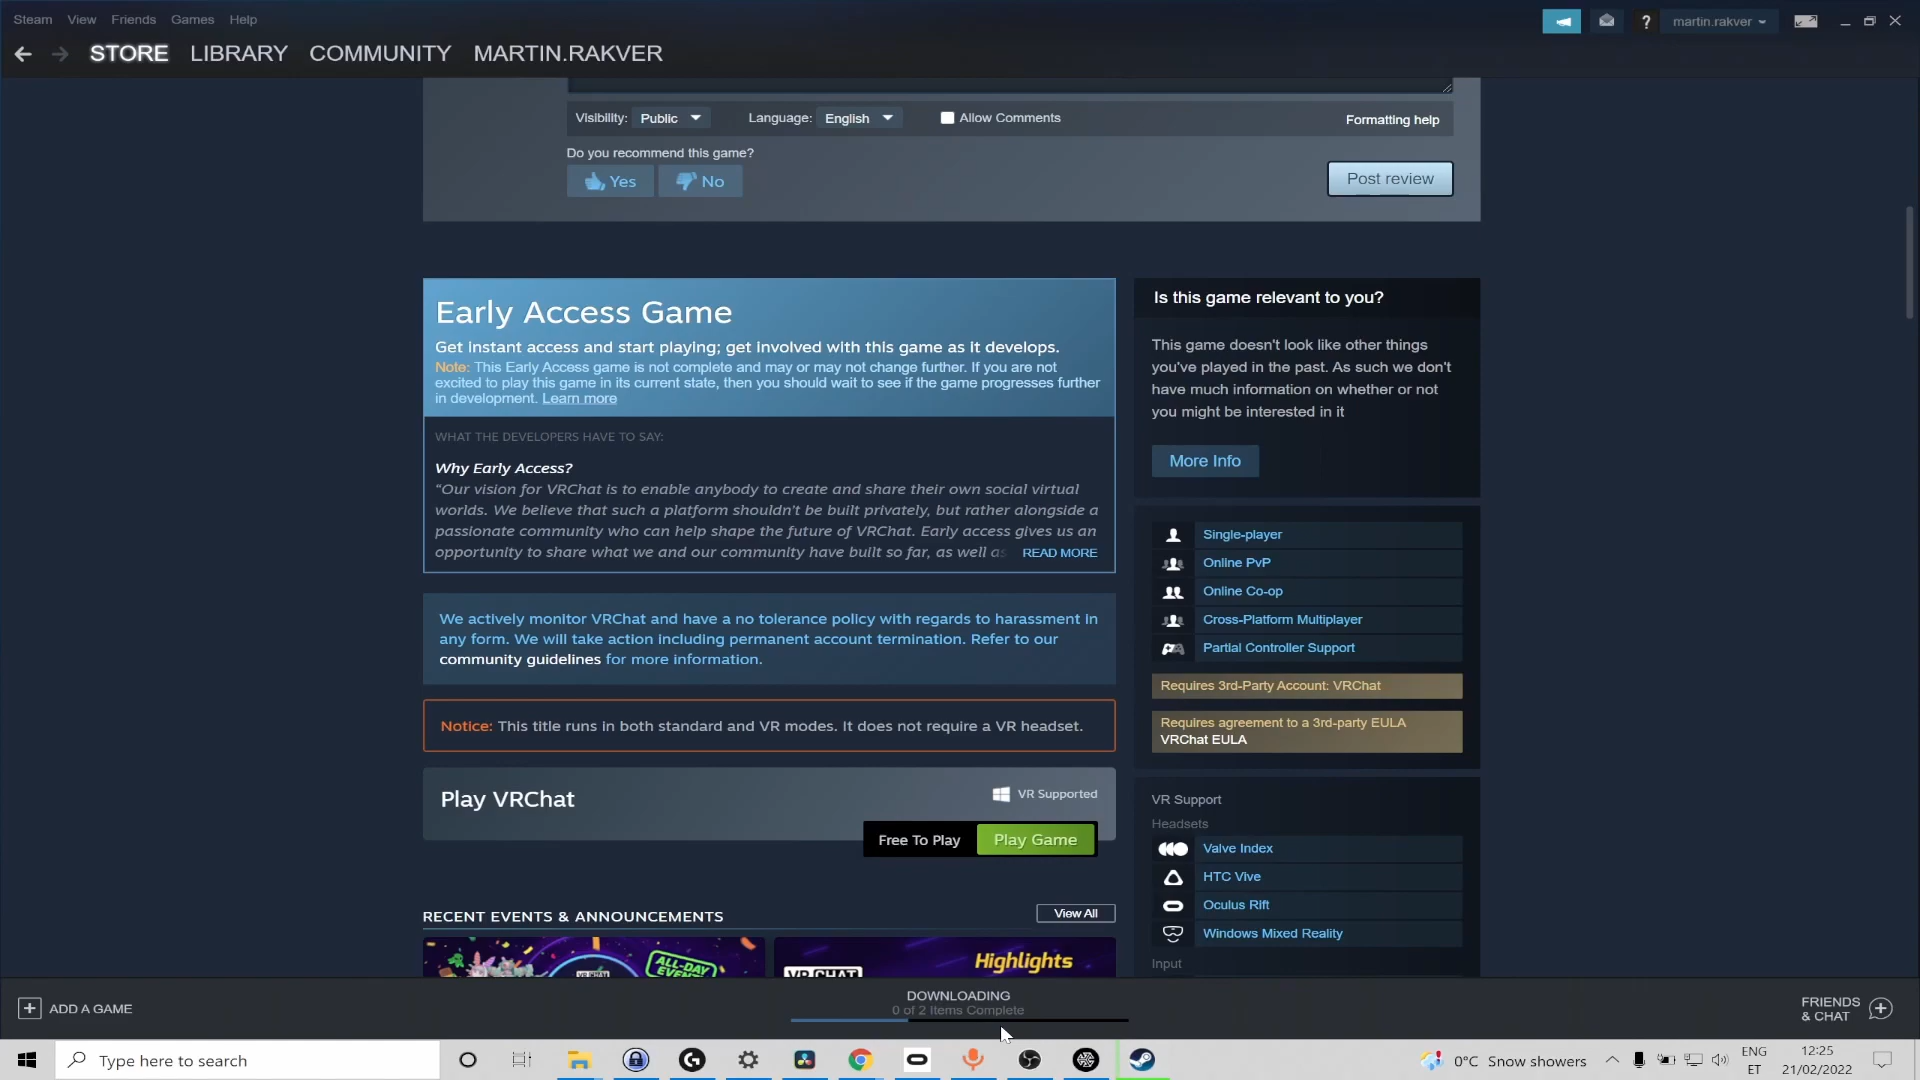 Steam View Friends Games Help
martin.rakver
STORE LIBRARY COMMUNITY MARTIN.RAKVER
Visibility: Public Language: English Allow Comments Formatting help
Do you recommend this game?
Yes No Post review
Early Access Game
Get instant access and start playing; get involved with this game as it develops.
Note: This Early Access game is not complete and may or may not change further. If you are not
excited to play this game in its current state, then you should wait to see if the game progresses further
in development. Learn more
WHAT THE DEVELOPERS HAVE TO SAY:
Why Early Access?
“Our vision for VRChat is to enable anybody to create and share their own social virtual
worlds. We believe that such a platform shouldn't be built privately, but rather alongside a
passionate community who can help shape the future of VRChat. Early access gives us an
opportunity to share what we and our community have built so far, as well as READ MORE
We actively monitor VRChat and have a no tolerance policy with regards to harassment in
any form. We will take action including permanent account termination. Refer to our
community guidelines for more information.
Notice: This title runs in both standard and VR modes. It does not require a VR headset.
Play VRChat
VR Supported
Free To Play Play Game
RECENT EVENTS & ANNOUNCEMENTS View All
ALL-DAY
EVENT
VRCHAT
Highlights
Is this game relevant to you?
This game doesn't look like other things
you've played in the past. As such we don't
have much information on whether or not
you might be interested in it
More Info
Single-player
Online PvP
Online Co-op
Cross-Platform Multiplayer
Partial Controller Support
Requires 3rd-Party Account: VRChat
Requires agreement to a 3rd-party EULA
VRChat EULA
VR Support
Headsets
Valve Index
HTC Vive
Oculus Rift
Windows Mixed Reality
Input
ADD A GAME
DOWNLOADING
0 of 2 Items Complete
FRIENDS
& CHAT
Type here to search
0°C Snow showers
ENG
ET
12:25
21/02/2022